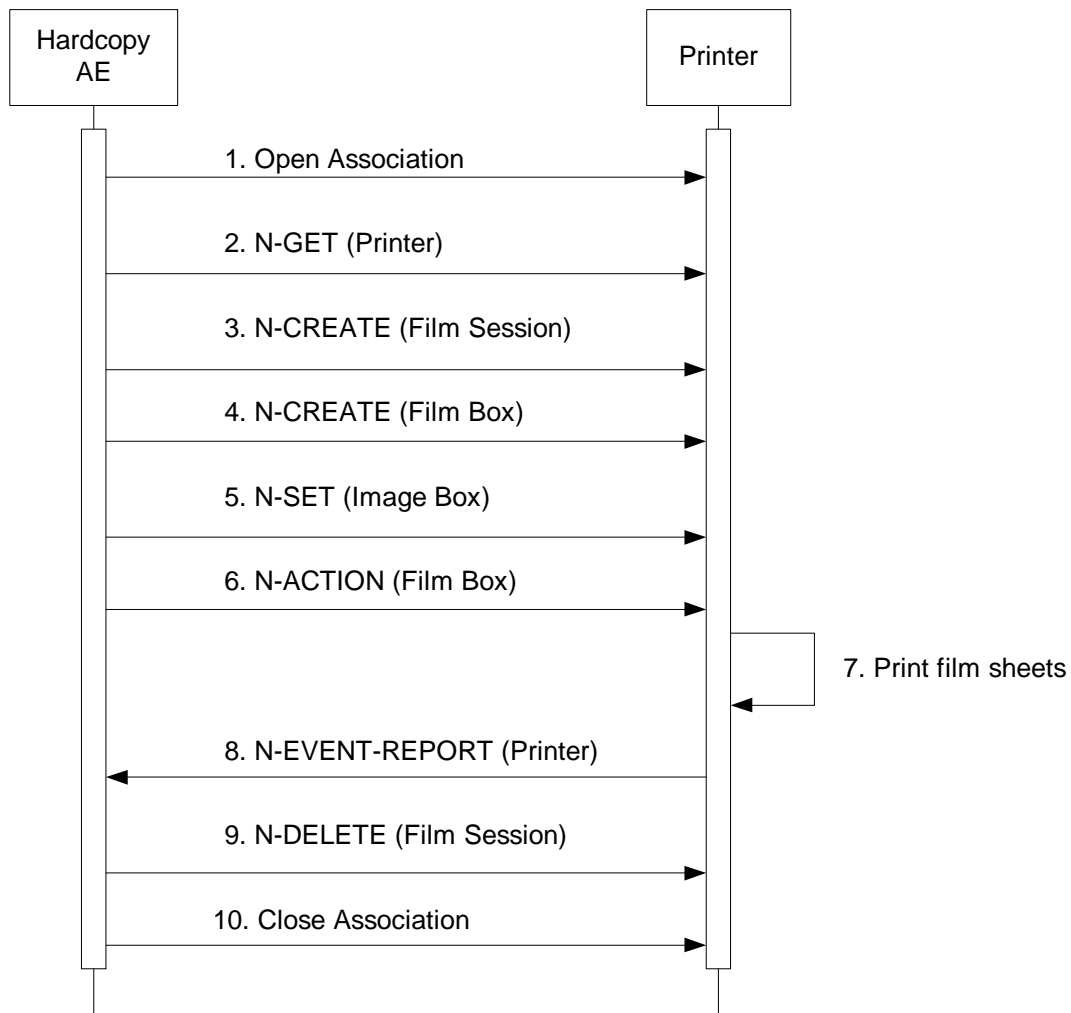 Hardcopy
AE
Printer
1. Open Association
2. N-GET (Printer)
3. N-CREATE (Film Session)
4. N-CREATE (Film Box)
5. N-SET (Image Box)
6. N-ACTION (Film Box)
7. Print film sheets
8. N-EVENT-REPORT (Printer)
9. N-DELETE (Film Session)
10. Close Association